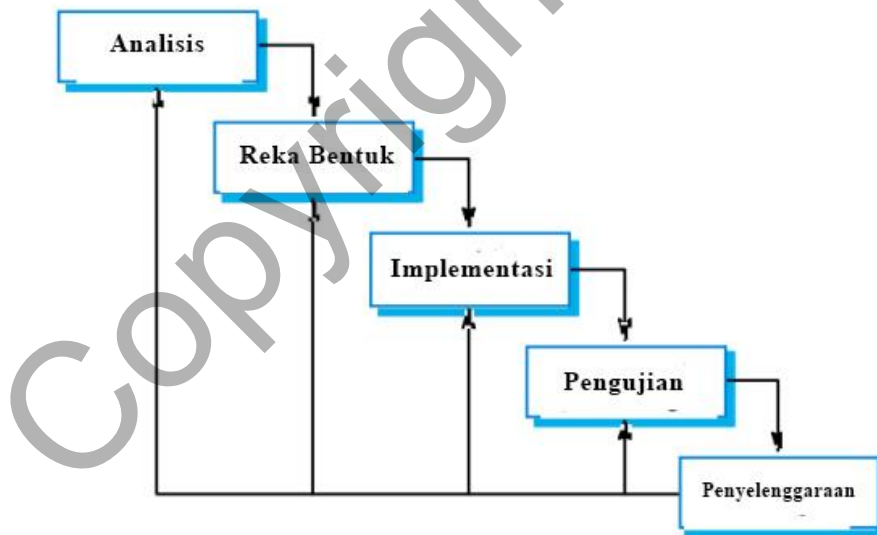 Analisis
Reka Bentuk
Implementasi
Pengujian
Penyelenggaraan
Copyright